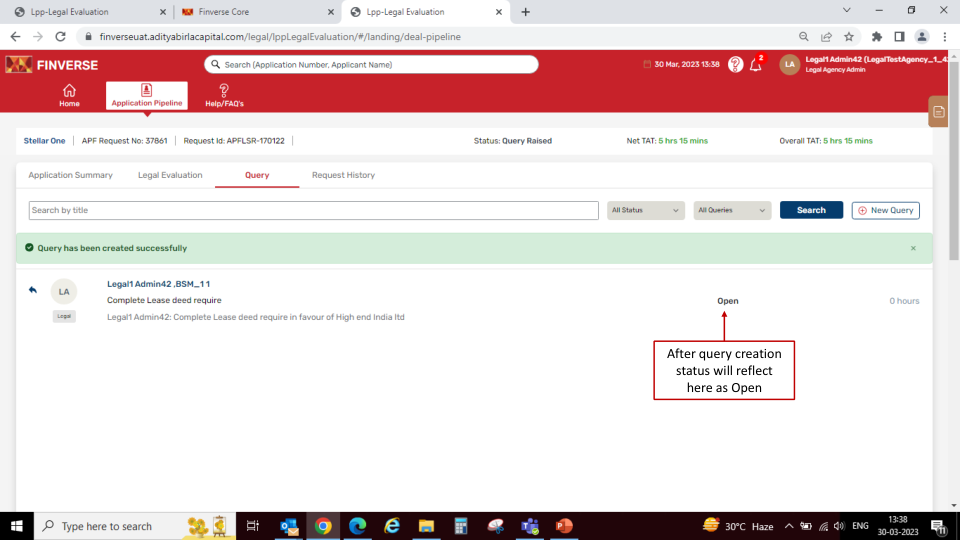 Lpp-Legal Evaluation
Finverse Core
Lpp-Legal Evaluation
finverseuat.adityabirlacapital.com/legal/lppLegalEvaluation/#/landing/deal-pipeline
FINVERSE
Search (Application Number, Applicant Name)
30 Mar, 2023 13:38
2
LA
Legal1 Admin42 (LegalTestAgency_1_4
Legal Agency Admin
Home
Application Pipeline
Help/FAQ's
Stellar One
APF Request No: 37861
Request Id: APFLSR-170122
Status: Query Raised
Net TAT: 5 hrs 15 mins
Overall TAT: 5 hrs 15 mins
Application Summary
Legal Evaluation
Query
Request History
Search by title
All Status
All Queries
Search
New Query
Query has been created successfully
LA
Legal
Legal1 Admin42 ,BSM_1 1
Complete Lease deed require
Legal1 Admin42: Complete Lease deed require in favour of High end India ltd
Open
0 hours
After query creation
status will reflect
here as Open
Type here to search
30°C Haze
ENG
13:38
30-03-2023